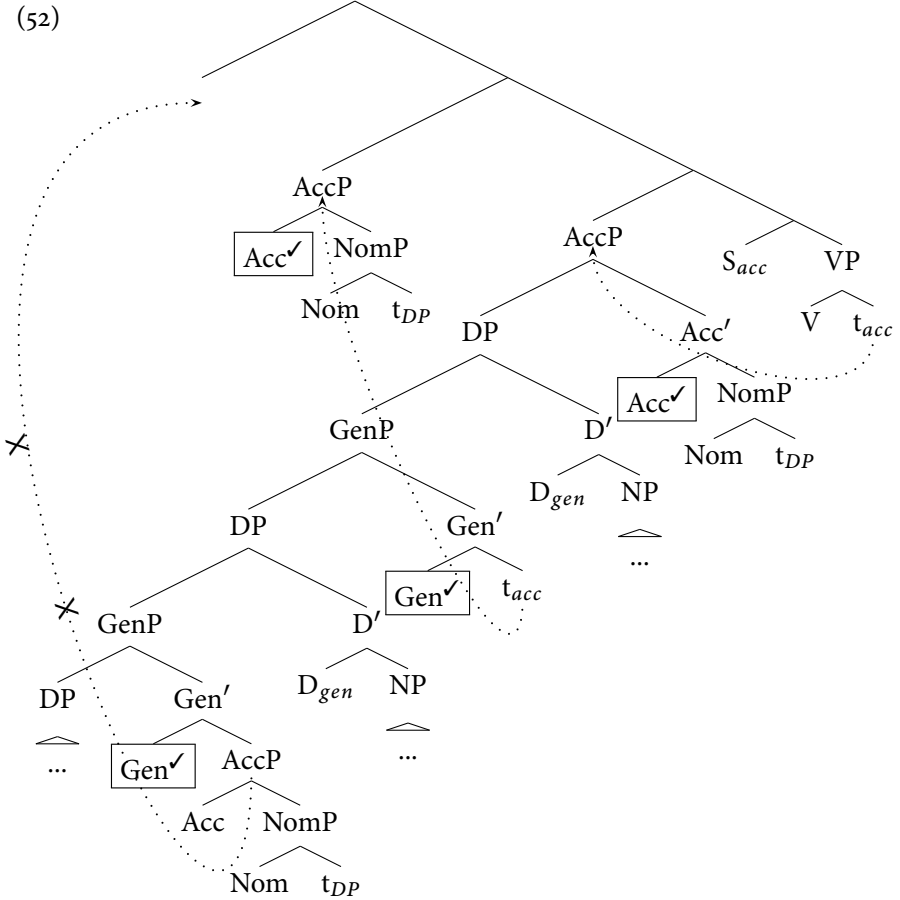 (52)
AccP
Acc✓ NomP
AccP
S_acc VP
Nom t_DP
DP Acc′
V t_acc
Acc✓ NomP
GenP D′
Nom t_DP
D_gen NP
DP Gen′
...
Gen✓ t_acc
GenP D′
DP Gen′ D_gen NP
... Gen✓ AccP ...
Acc NomP
Nom t_DP